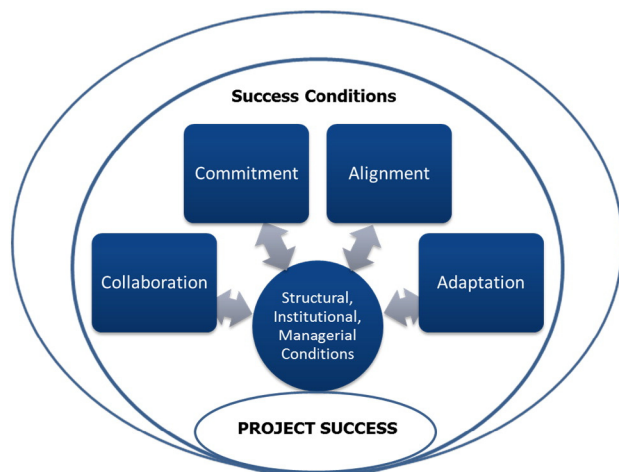 Success Conditions
Commitment
Alignment
Collaboration
Adaptation
Structural,
Institutional,
Managerial
Conditions
PROJECT SUCCESS